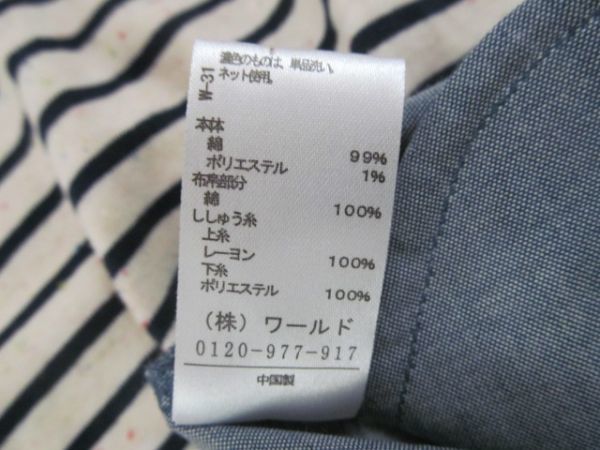 W-31
濃色のものは、単品洗い。
ネット使用。
本体
綿 99%
ポリエステル 1%
布帛部分
綿 100%
ししゅう糸
上糸
レーヨン 100%
下糸
ポリエステル 100%
（株）ワールド
0120-977-917
中国製